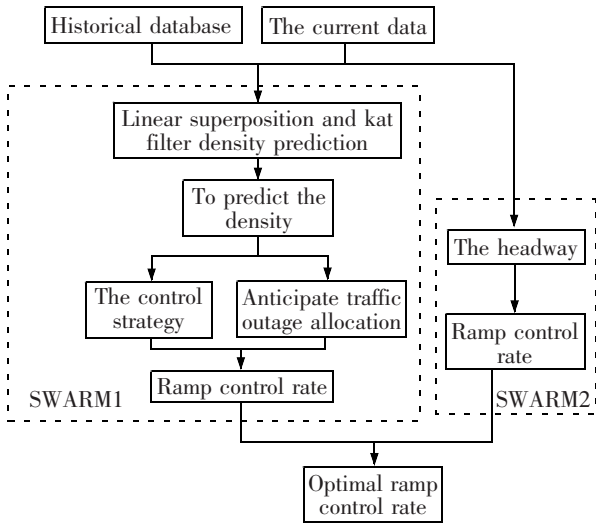 Historical database
The current data
Linear superposition and kat
filter density prediction
To predict the
density
The control
strategy
Anticipate traffic
outage allocation
Ramp control rate
SWARM1
The headway
Ramp control
rate
SWARM2
Optimal ramp
control rate